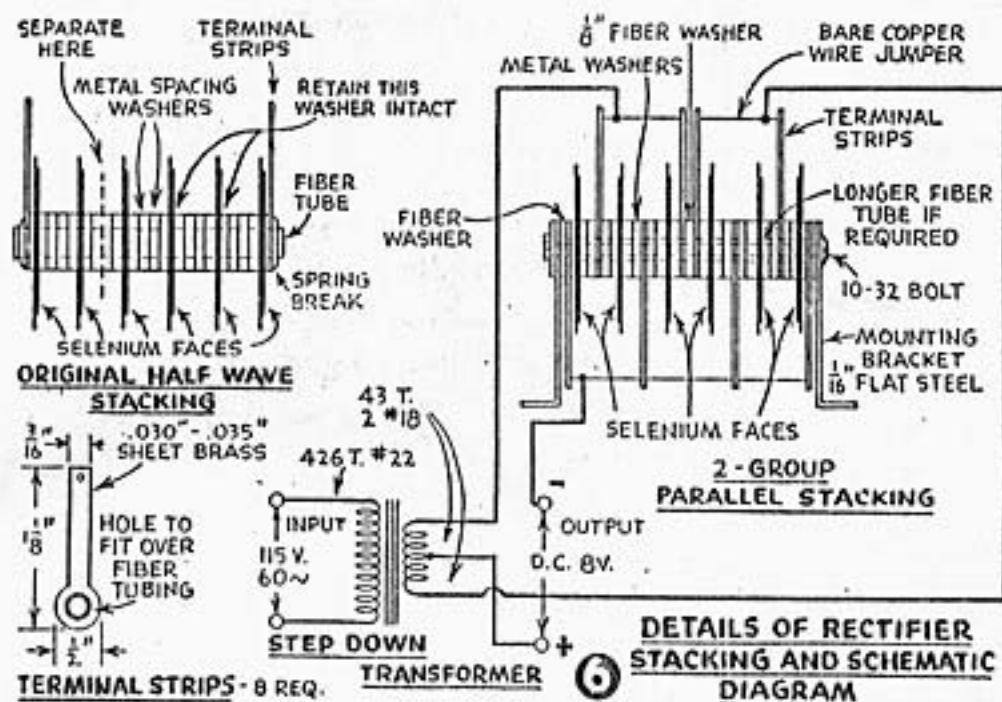 SEPARATE
HERE
TERMINAL
STRIPS
METAL SPACING
WASHERS
RETAIN THIS
WASHER INTACT
FIBER
TUBE
SPRING
BREAK
SELENIUM FACES
ORIGINAL HALF WAVE
STACKING
1/8" FIBER WASHER
METAL WASHERS
BARE COPPER
WIRE JUMPER
TERMINAL
STRIPS
FIBER
WASHER
LONGER FIBER
TUBE IF
REQUIRED
10-32 BOLT
MOUNTING
BRACKET
1/16" FLAT STEEL
SELENIUM FACES
2-GROUP
PARALLEL STACKING
3/16"
.030"-.035"
SHEET BRASS
1 1/8"
HOLE TO
FIT OVER
FIBER
TUBING
1/2"
TERMINAL STRIPS - 8 REQ.
43 T.
2 #18
426 T. #22
INPUT
115 V.
60~
STEP DOWN
TRANSFORMER
-
OUTPUT
D.C. 8V.
+
6
DETAILS OF RECTIFIER
STACKING AND SCHEMATIC
DIAGRAM